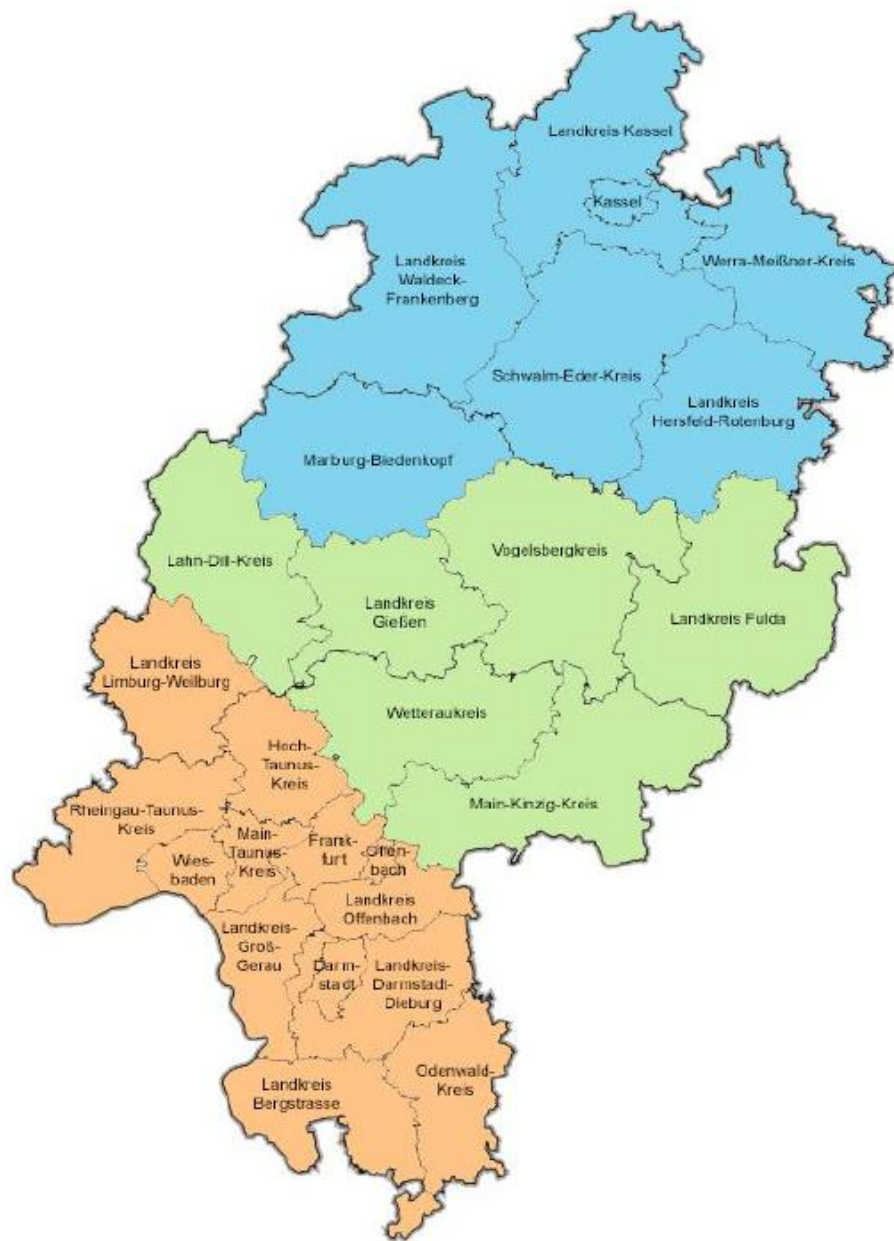 Landkreis Kassel
Kassel
Landkreis
Waldeck-
Frankenberg
Werra-Meißner-Kreis
Schwalm-Eder-Kreis
Landkreis
Hersfeld-Rotenburg
Marburg-Biedenkopf
Lahn-Dill-Kreis
Vogelsbergkreis
Landkreis
Gießen
Landkreis Fulda
Landkreis
Limburg-Weilburg
Wetteraukreis
Hoch-
Taunus-
Kreis
Main-Kinzig-Kreis
Rheingau-Taunus-
Kreis
Wies-
baden
Main-
Taunus-
Kreis
Frank-
furt
Offen-
bach
Landkreis
Offenbach
Landkreis-
Groß-
Gerau
Darm-
stadt
Landkreis-
Darmstadt-
Dieburg
Odenwald-
Kreis
Landkreis
Bergstrasse